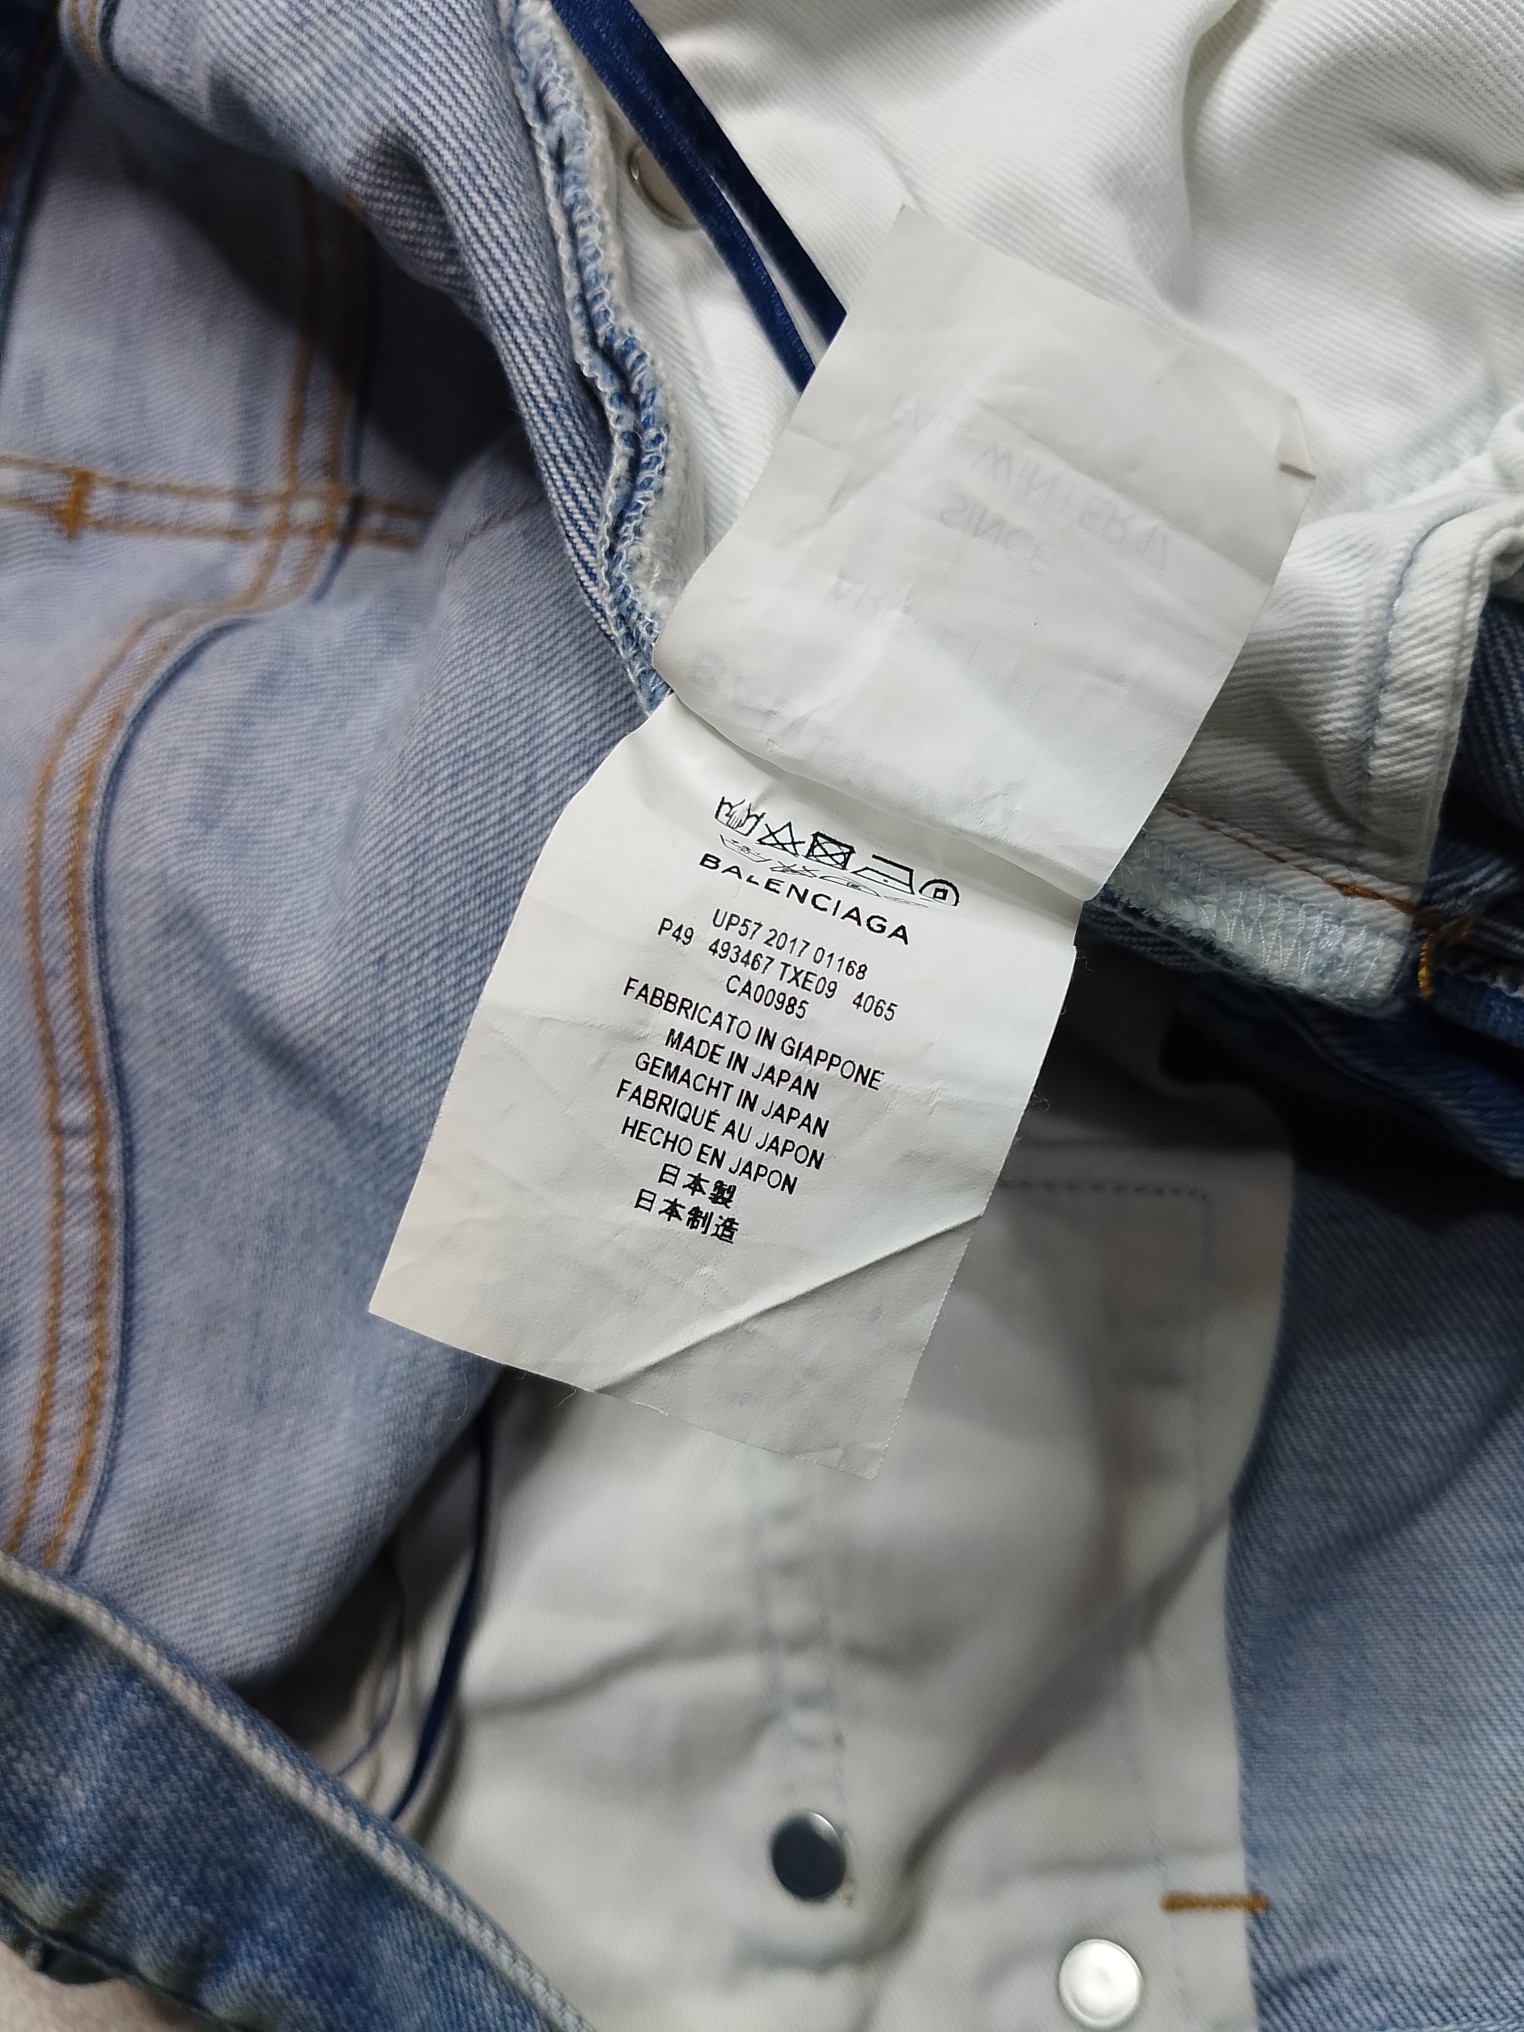 BALENCIAGA
UP57 2017 01168
P49 493467 TXE09 4065
CA00985
FABBRICATO IN GIAPPONE
MADE IN JAPAN
GEMACHT IN JAPAN
FABRIQUÉ AU JAPON
HECHO EN JAPON
日本製
日本制造